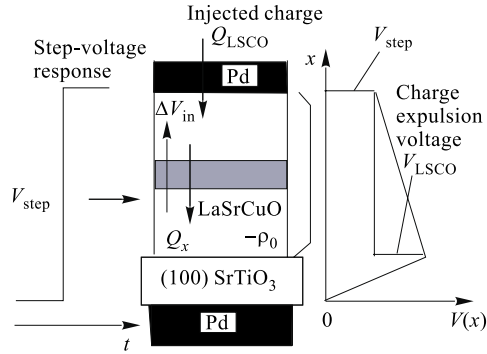 Injected charge
Q_LSCO
Step-voltage
response
x
V_step
Pd
ΔV_in
Charge
expulsion
voltage
V_LSCO
V_step
LaSrCuO
Q_x
−ρ_0
(100) SrTiO_3
Pd
t
0
V(x)